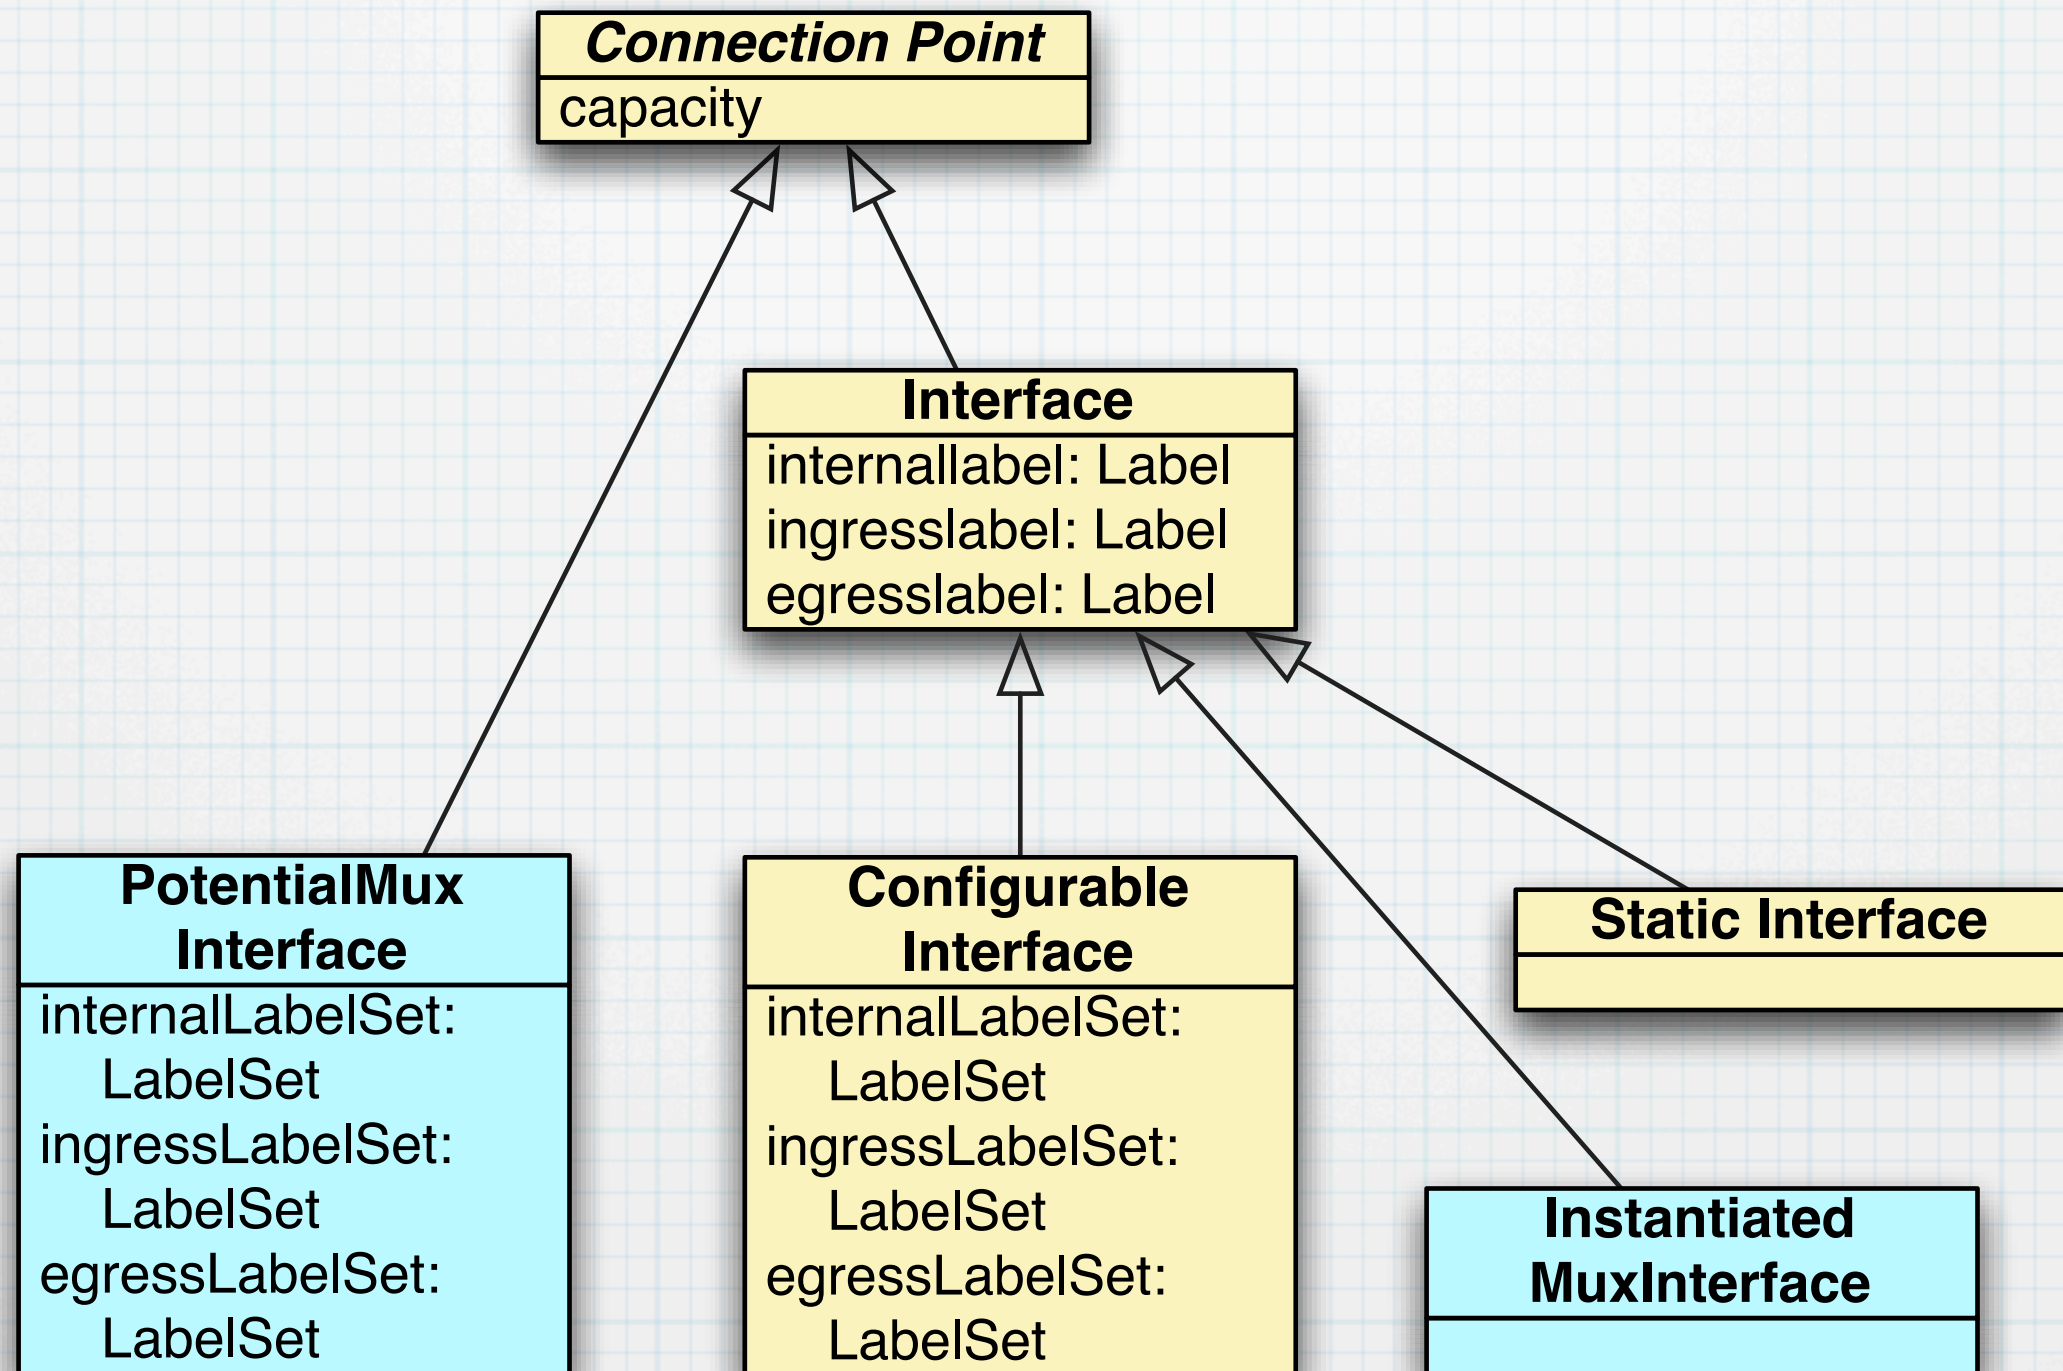 Connection Point
capacity
Interface
internallabel: Label
ingresslabel: Label
egresslabel: Label
PotentialMux
Interface
internalLabelSet:
LabelSet
ingressLabelSet:
LabelSet
egressLabelSet:
LabelSet
Configurable
Interface
internalLabelSet:
LabelSet
ingressLabelSet:
LabelSet
egressLabelSet:
LabelSet
Static Interface
Instantiated
MuxInterface